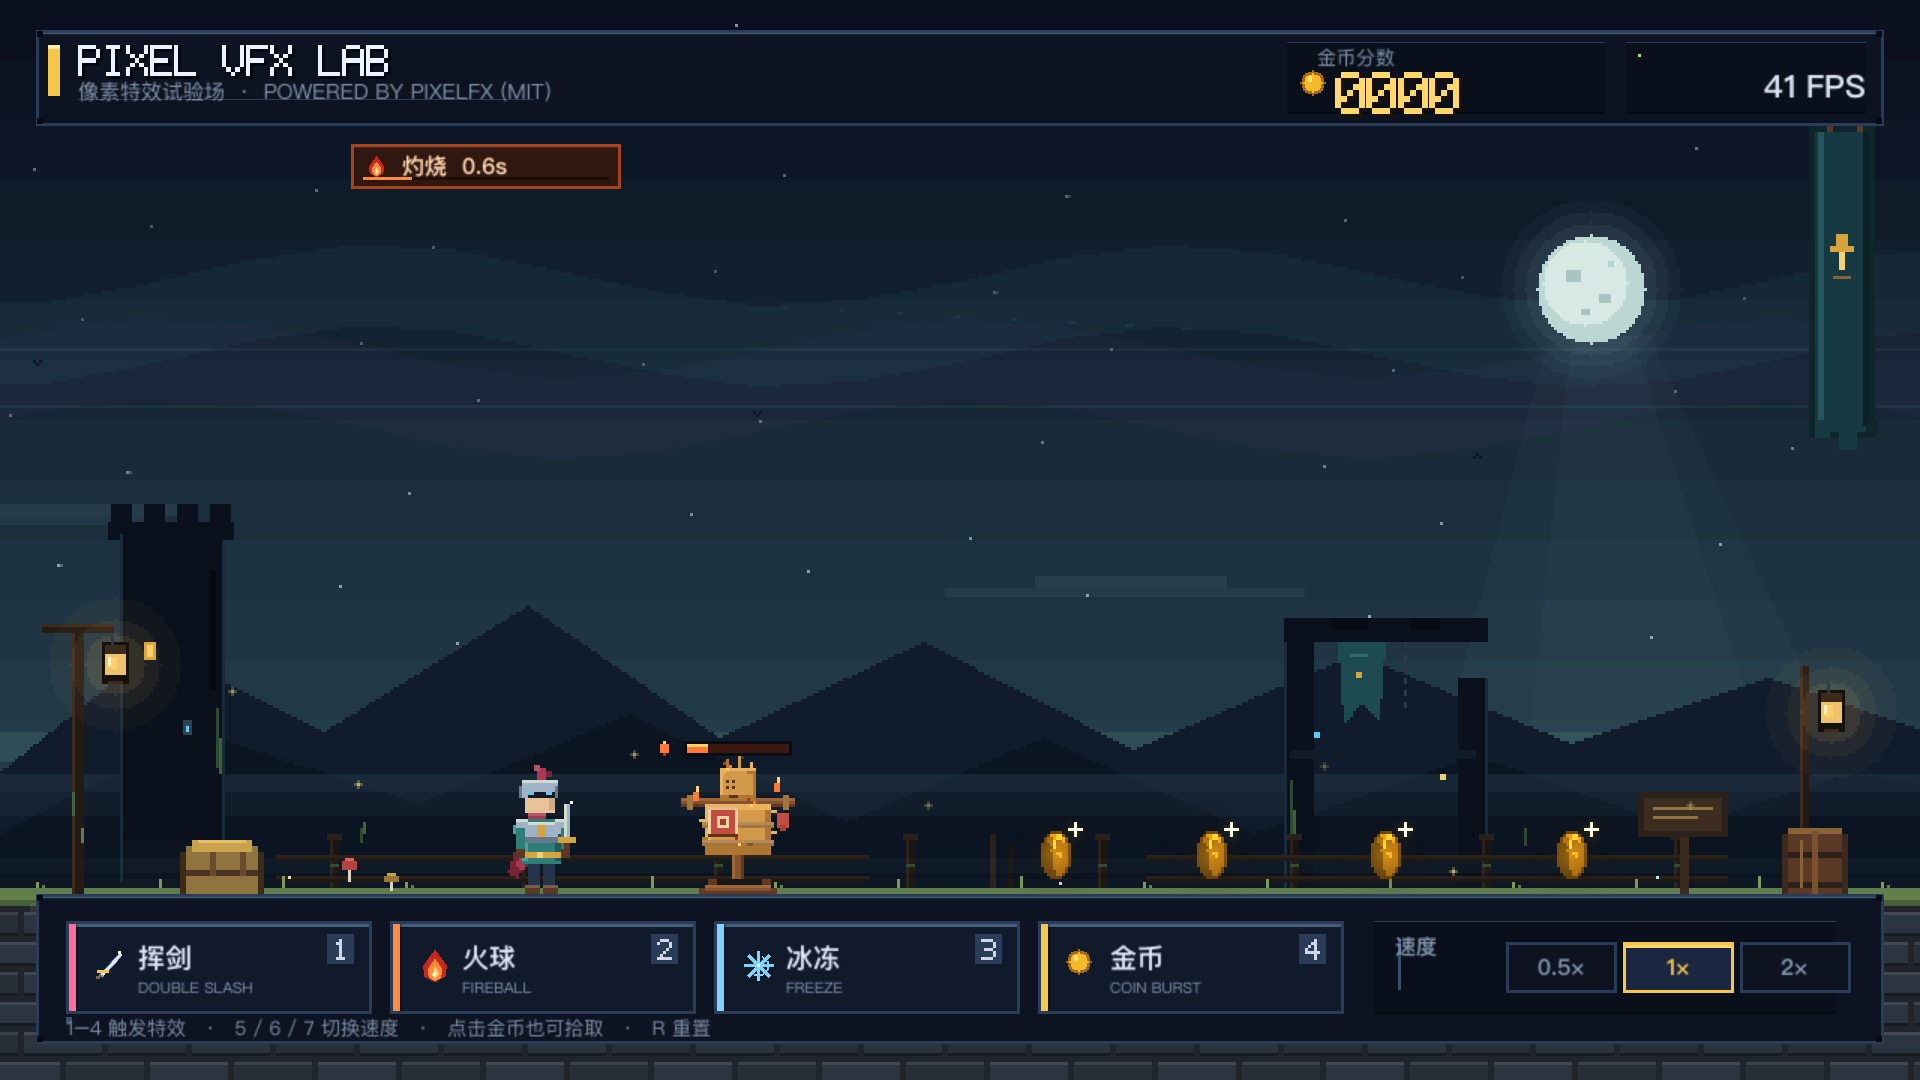 PIXEL VFX LAB
像素特效试验场 · POWERED BY PIXELFX (MIT)
金币分数
0000
41 FPS
灼烧 0.6s
挥剑
DOUBLE SLASH
1
火球
FIREBALL
2
冰冻
FREEZE
3
金币
COIN BURST
4
速度
0.5×
1×
2×
1—4 触发特效 · 5 / 6 / 7 切换速度 · 点击金币也可拾取 · R 重置